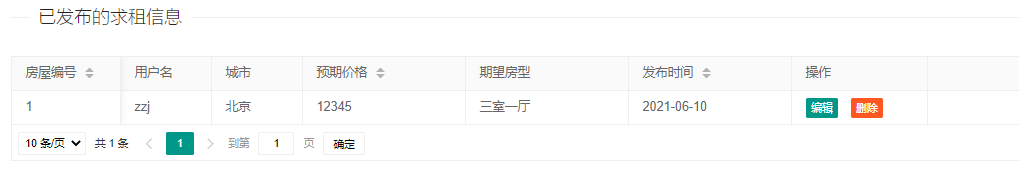 已发布的求租信息
房屋编号 用户名 城市 预期价格 期望房型 发布时间 操作
1 zzj 北京 12345 三室一厅 2021-06-10 编辑 删除
10 条/页 共 1 条 1 到第 1 页 确定